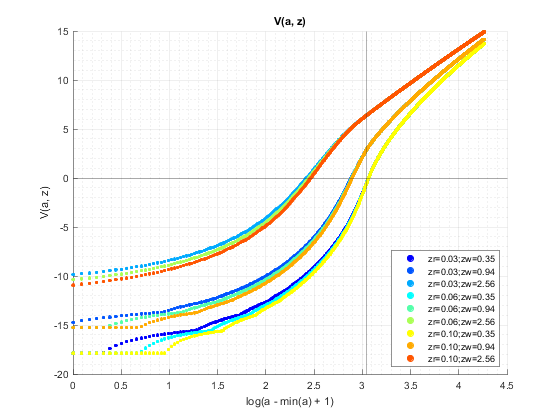 V(a, z)
15
10
5
0
-5
-10
-15
-20
V(a, z)
0
0.5
1
1.5
2
2.5
3
3.5
4
4.5
log(a - min(a) + 1)
zr=0.03;zw=0.35
zr=0.03;zw=0.94
zr=0.03;zw=2.56
zr=0.06;zw=0.35
zr=0.06;zw=0.94
zr=0.06;zw=2.56
zr=0.10;zw=0.35
zr=0.10;zw=0.94
zr=0.10;zw=2.56